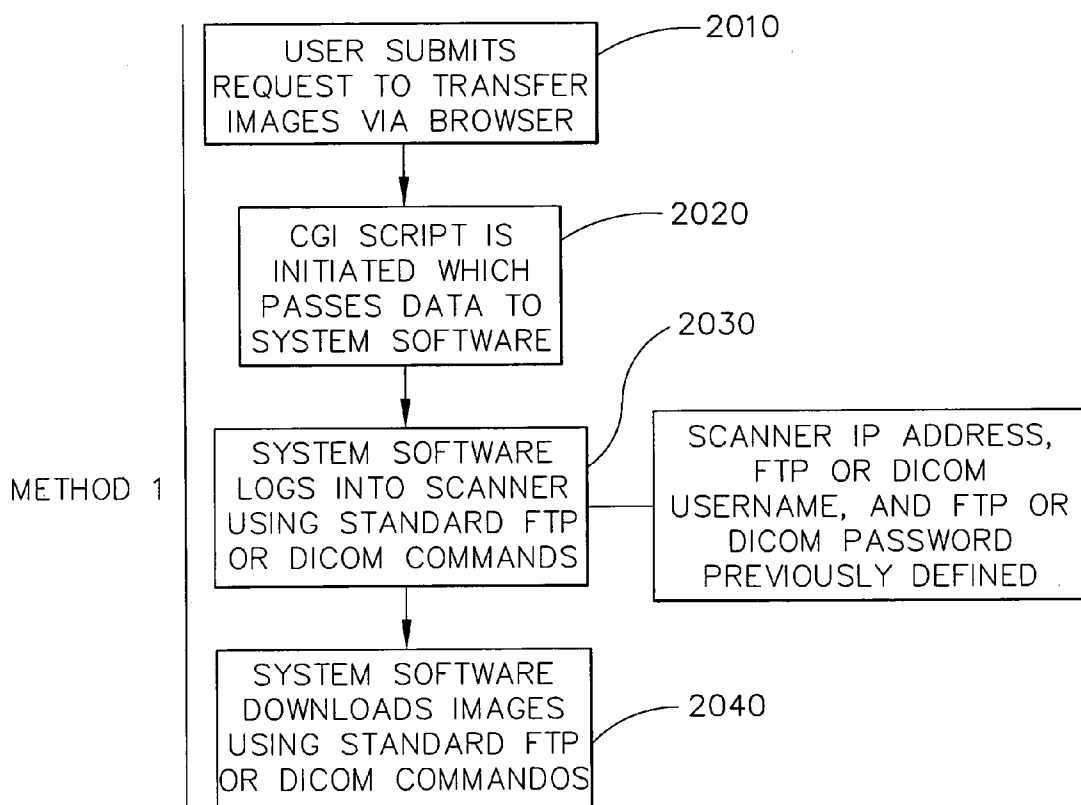 USER SUBMITS
REQUEST TO TRANSFER
IMAGES VIA BROWSER
2010
CGI SCRIPT IS
INITIATED WHICH
PASSES DATA TO
SYSTEM SOFTWARE
2020
METHOD 1
SYSTEM SOFTWARE
LOGS INTO SCANNER
USING STANDARD FTP
OR DICOM COMMANDS
2030
SCANNER IP ADDRESS,
FTP OR DICOM
USERNAME, AND FTP OR
DICOM PASSWORD
PREVIOUSLY DEFINED
SYSTEM SOFTWARE
DOWNLOADS IMAGES
USING STANDARD FTP
OR DICOM COMMANDOS
2040